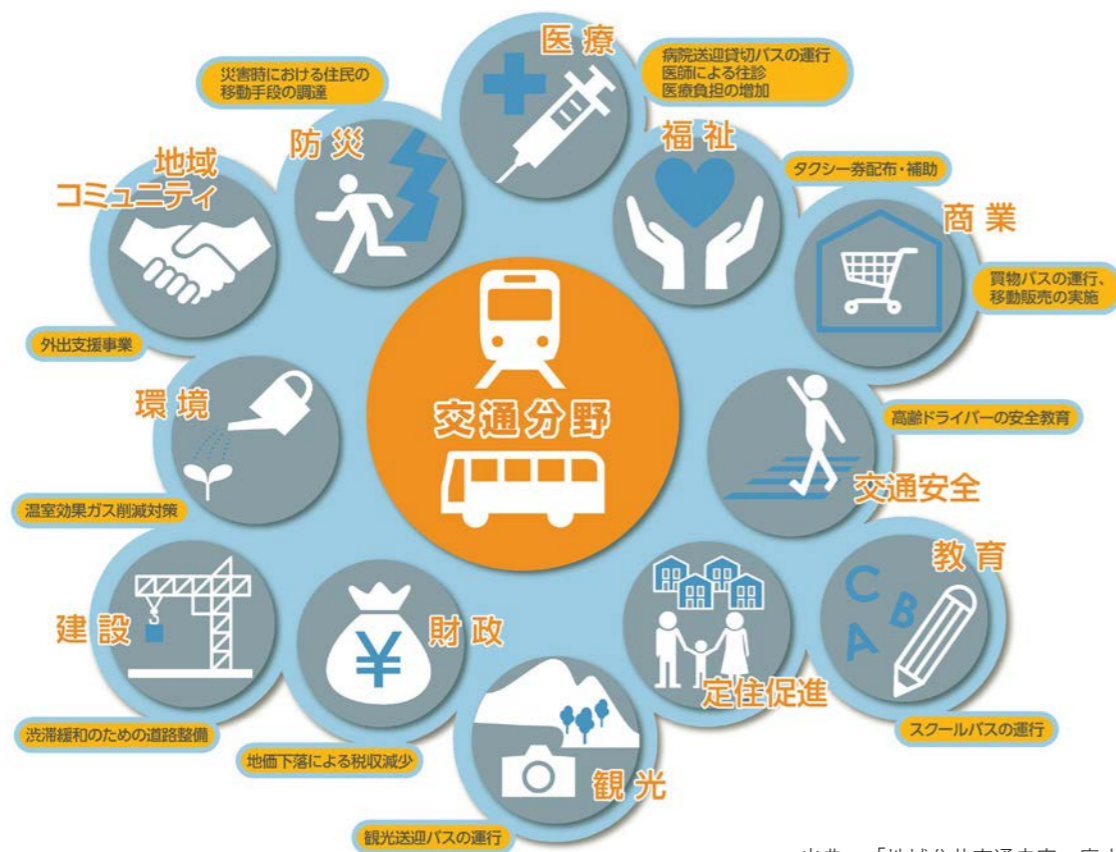 医療
病院送迎貸切バスの運行
医師による往診
医療負担の増加
災害時における住民の
移動手段の調達
防災
福祉
タクシー券配布・補助
地域
コミュニティ
商業
買物バスの運行、
移動販売の実施
外出支援事業
環境
交通分野
高齢ドライバーの安全教育
交通安全
温室効果ガス削減対策
教育
C
B
A
建設
財政
¥
定住促進
渋滞緩和のための道路整備
地価下落による税収減少
スクールバスの運行
観光
観光送迎バスの運行